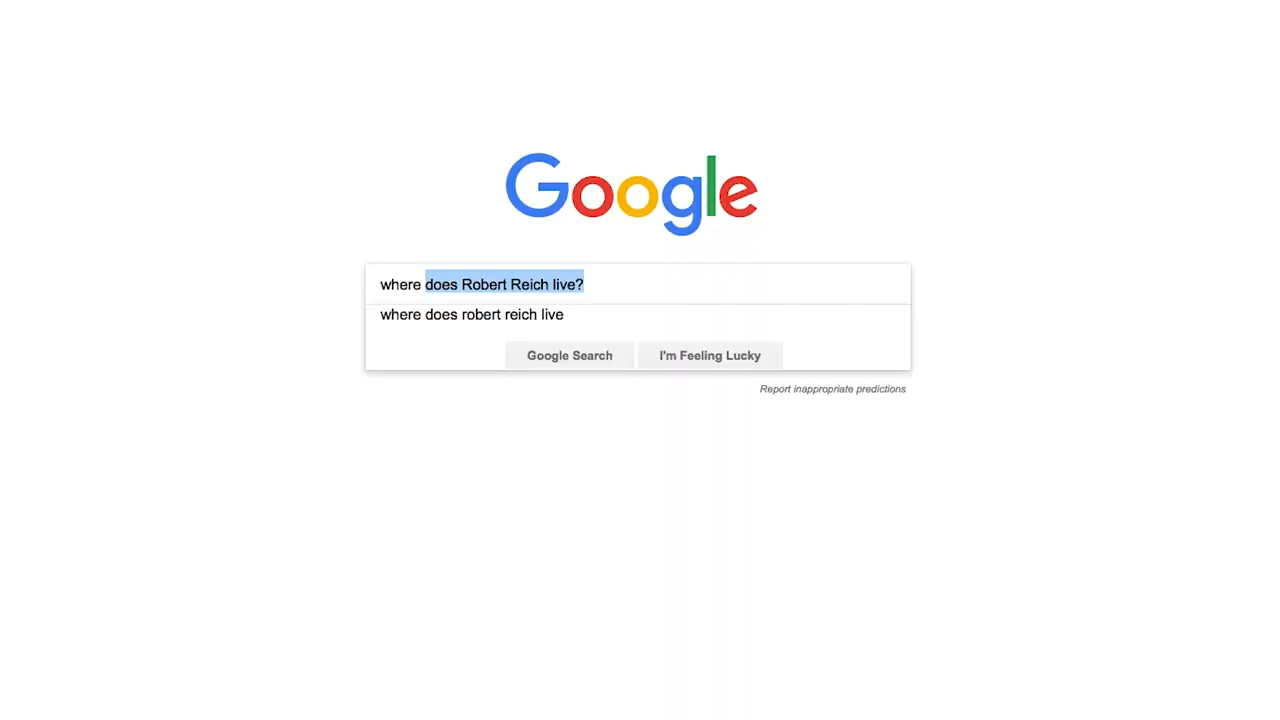 Google
where does Robert Reich live?
where does robert reich live
Google Search I'm Feeling Lucky
Report inappropriate predictions